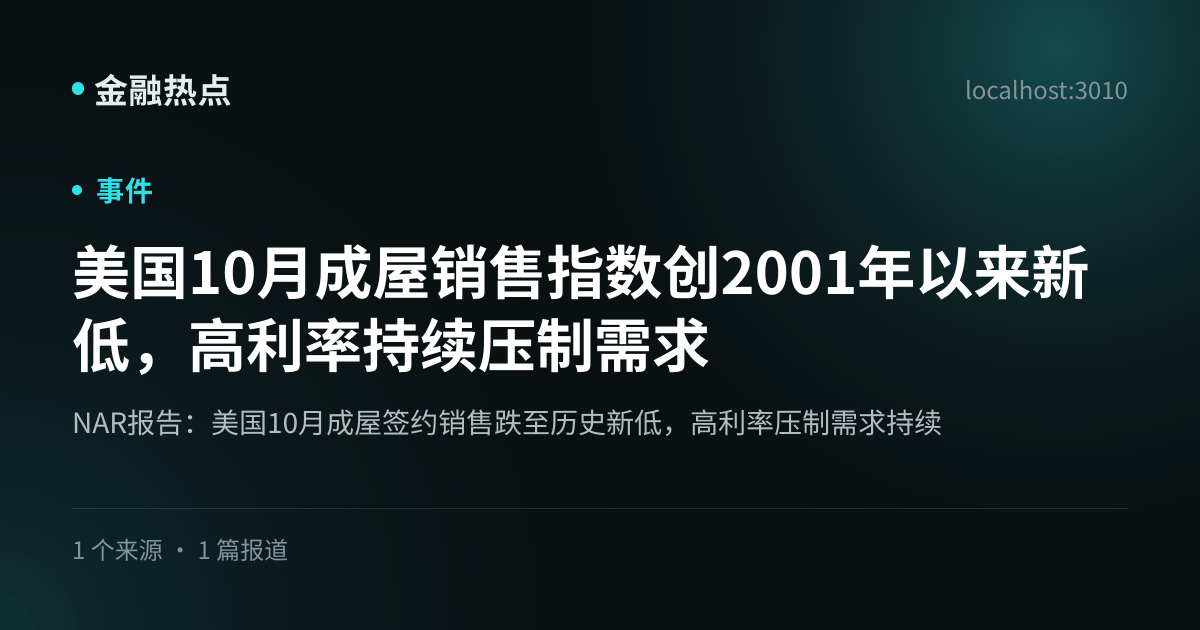 金融热点
localhost:3010
事件
美国10月成屋销售指数创2001年以来新
低，高利率持续压制需求
NAR报告：美国10月成屋签约销售跌至历史新低，高利率压制需求持续
1 个来源 · 1 篇报道